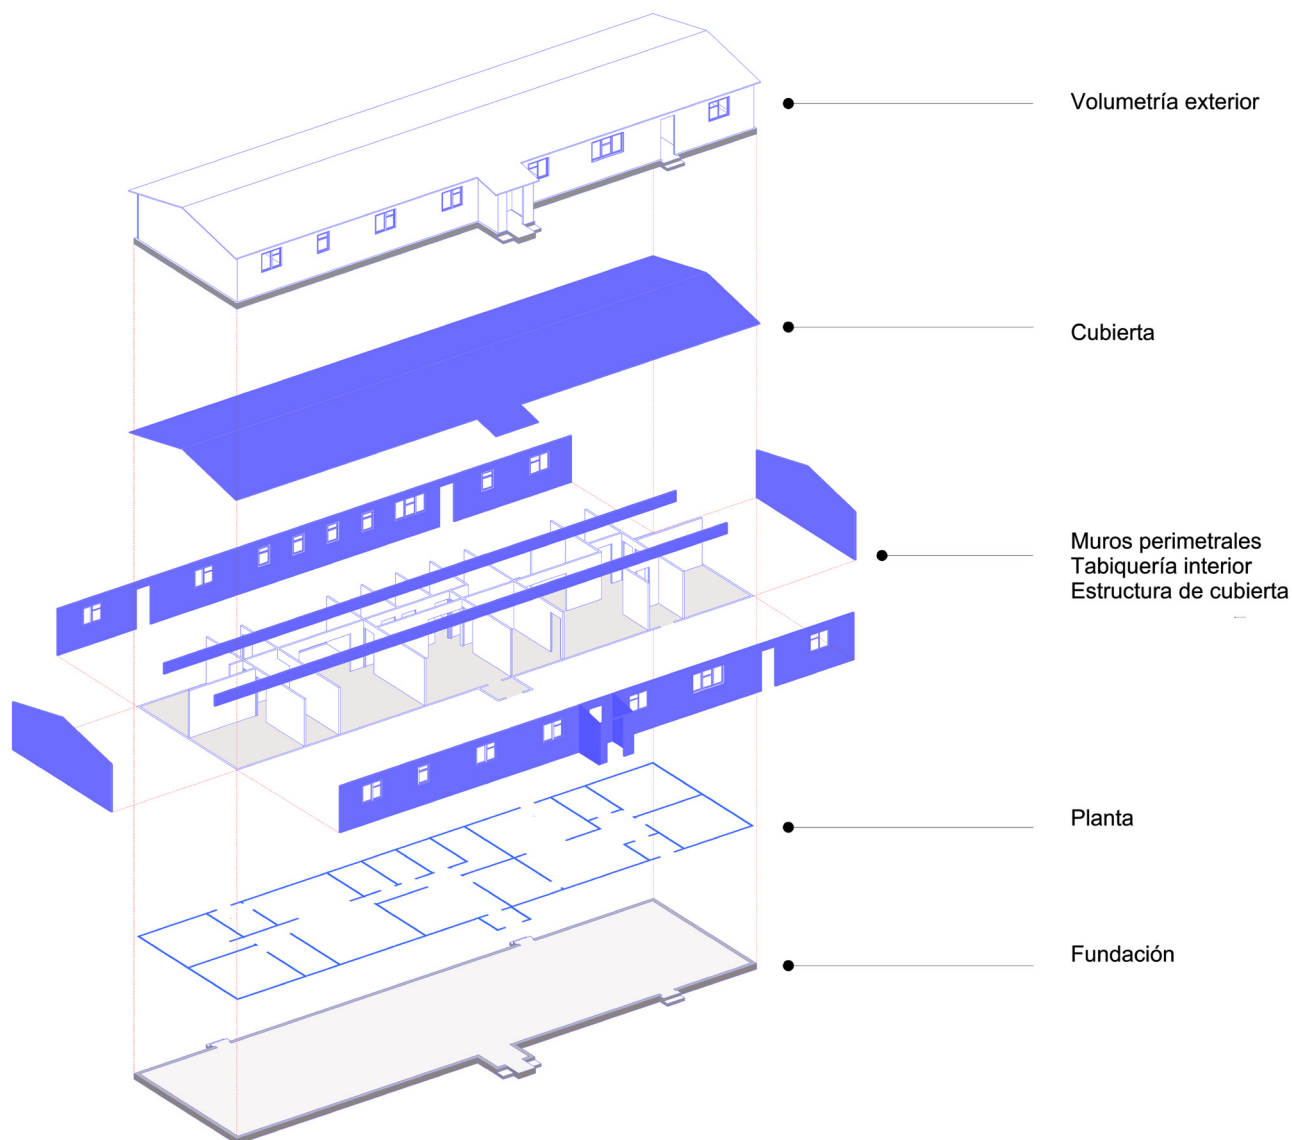 Volumetría exterior
Cubierta
Muros perimetrales
Tabiquería interior
Estructura de cubierta
Planta
Fundación